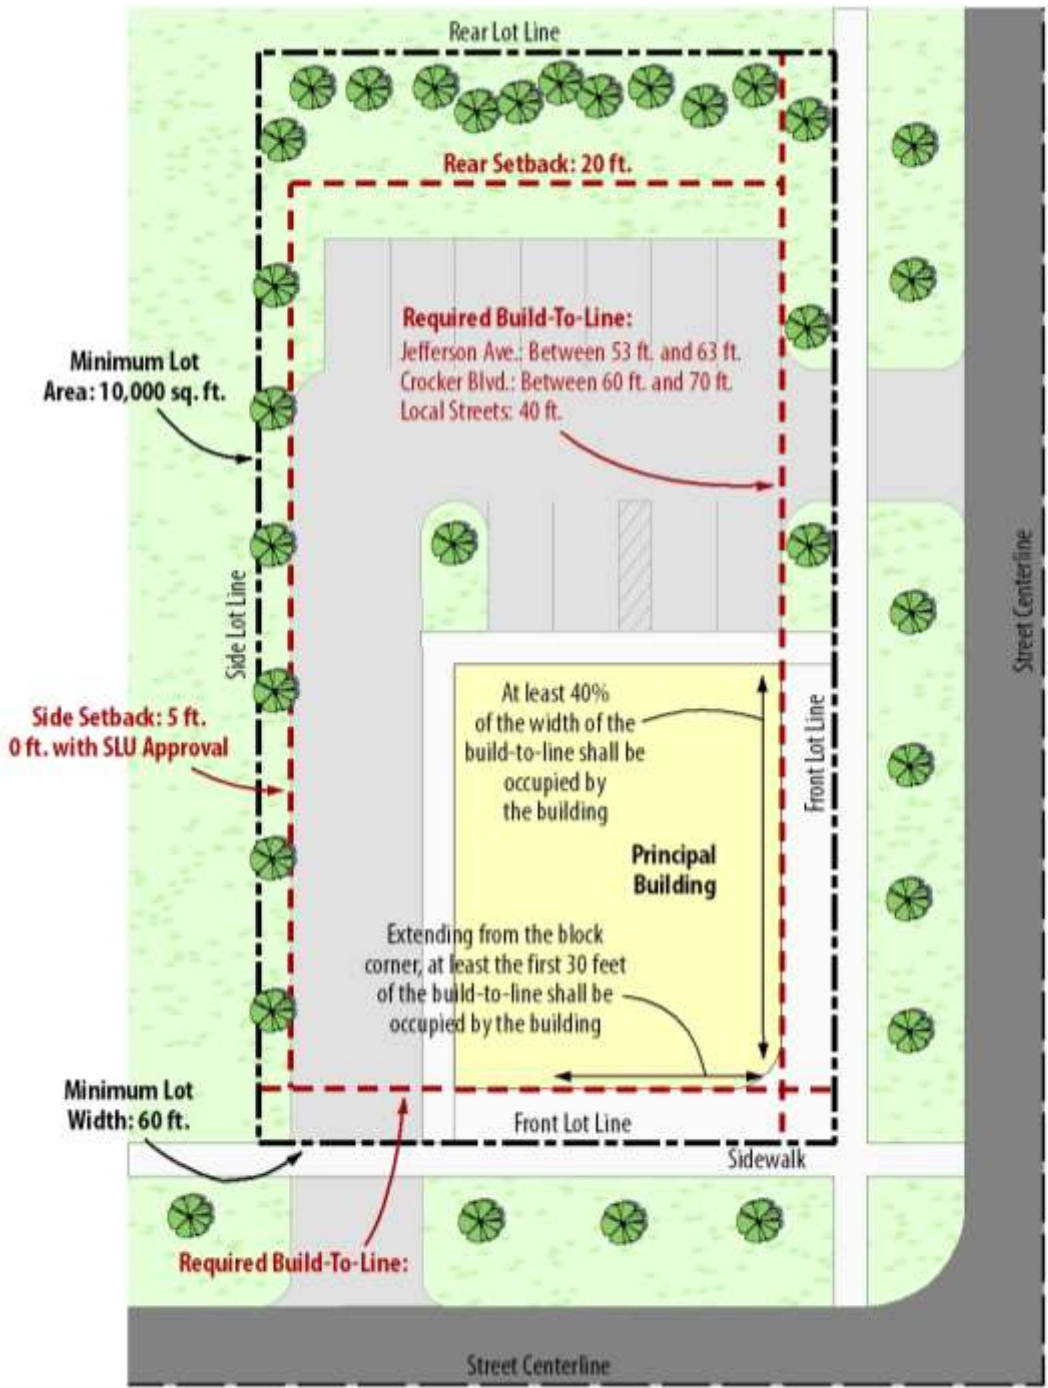 Rear Lot Line
Rear Setback: 20 ft.
Required Build-To-Line:
Jefferson Ave.: Between 53 ft. and 63 ft.
Crocker Blvd.: Between 60 ft. and 70 ft.
Local Streets: 40 ft.
Minimum Lot
Area: 10,000 sq. ft.
Side Lot Line
Street Centerline
Side Setback: 5 ft.
0 ft. with SLU Approval
At least 40%
of the width of the
build-to-line shall be
occupied by
the building
Front Lot Line
Principal
Building
Extending from the block
corner, at least the first 30 feet
of the build-to-line shall be
occupied by the building
Minimum Lot
Width: 60 ft.
Front Lot Line
Sidewalk
Required Build-To-Line:
Street Centerline